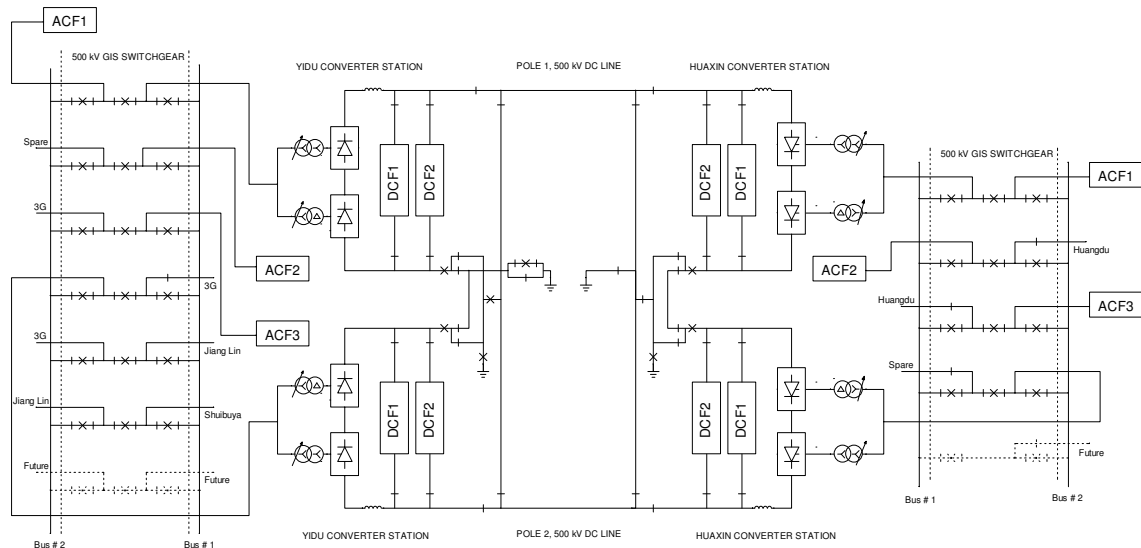 ACF1
500 kV GIS SWITCHGEAR
YIDU CONVERTER STATION
POLE 1, 500 kV DC LINE
HUAXIN CONVERTER STATION
Spare
3G
3G
3G
Jiang Lin
Jiang Lin
Shuibuya
Future
Future
Bus # 2
Bus # 1
ACF2
ACF3
DCF1
DCF2
DCF1
DCF2
DCF2
DCF1
DCF2
DCF1
500 kV GIS SWITCHGEAR
ACF1
Huangdu
ACF2
Huangdu
ACF3
Spare
Future
Bus # 1
Bus # 2
YIDU CONVERTER STATION
POLE 2, 500 kV DC LINE
HUAXIN CONVERTER STATION